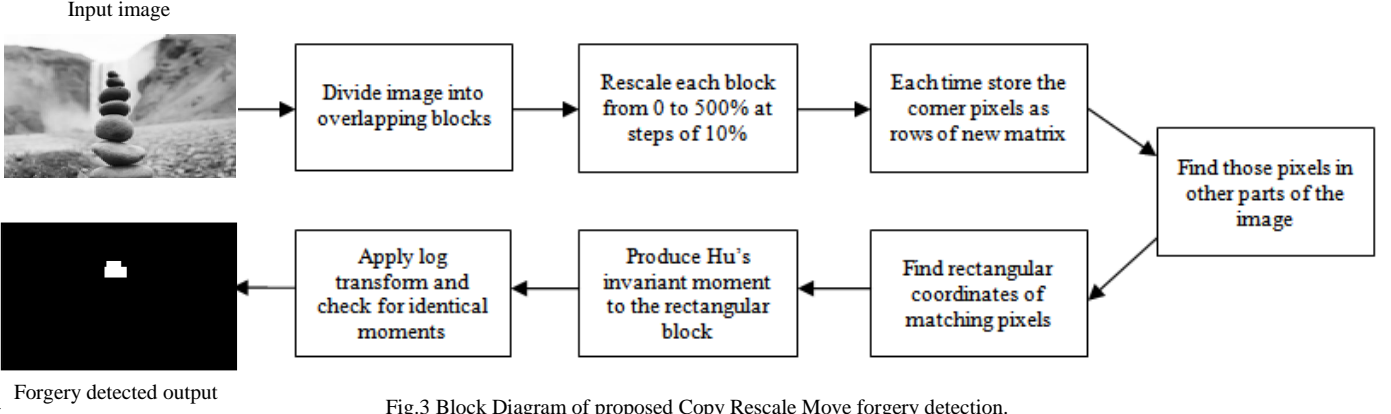 Input image
Divide image into
overlapping blocks
Rescale each block
from 0 to 500% at
steps of 10%
Each time store the
corner pixels as
rows of new matrix
Find those pixels in
other parts of the
image
Find rectangular
coordinates of
matching pixels
Produce Hu's
invariant moment
to the rectangular
block
Apply log
transform and
check for identical
moments
Forgery detected output
Fig.3 Block Diagram of proposed Copy Rescale Move forgery detection.